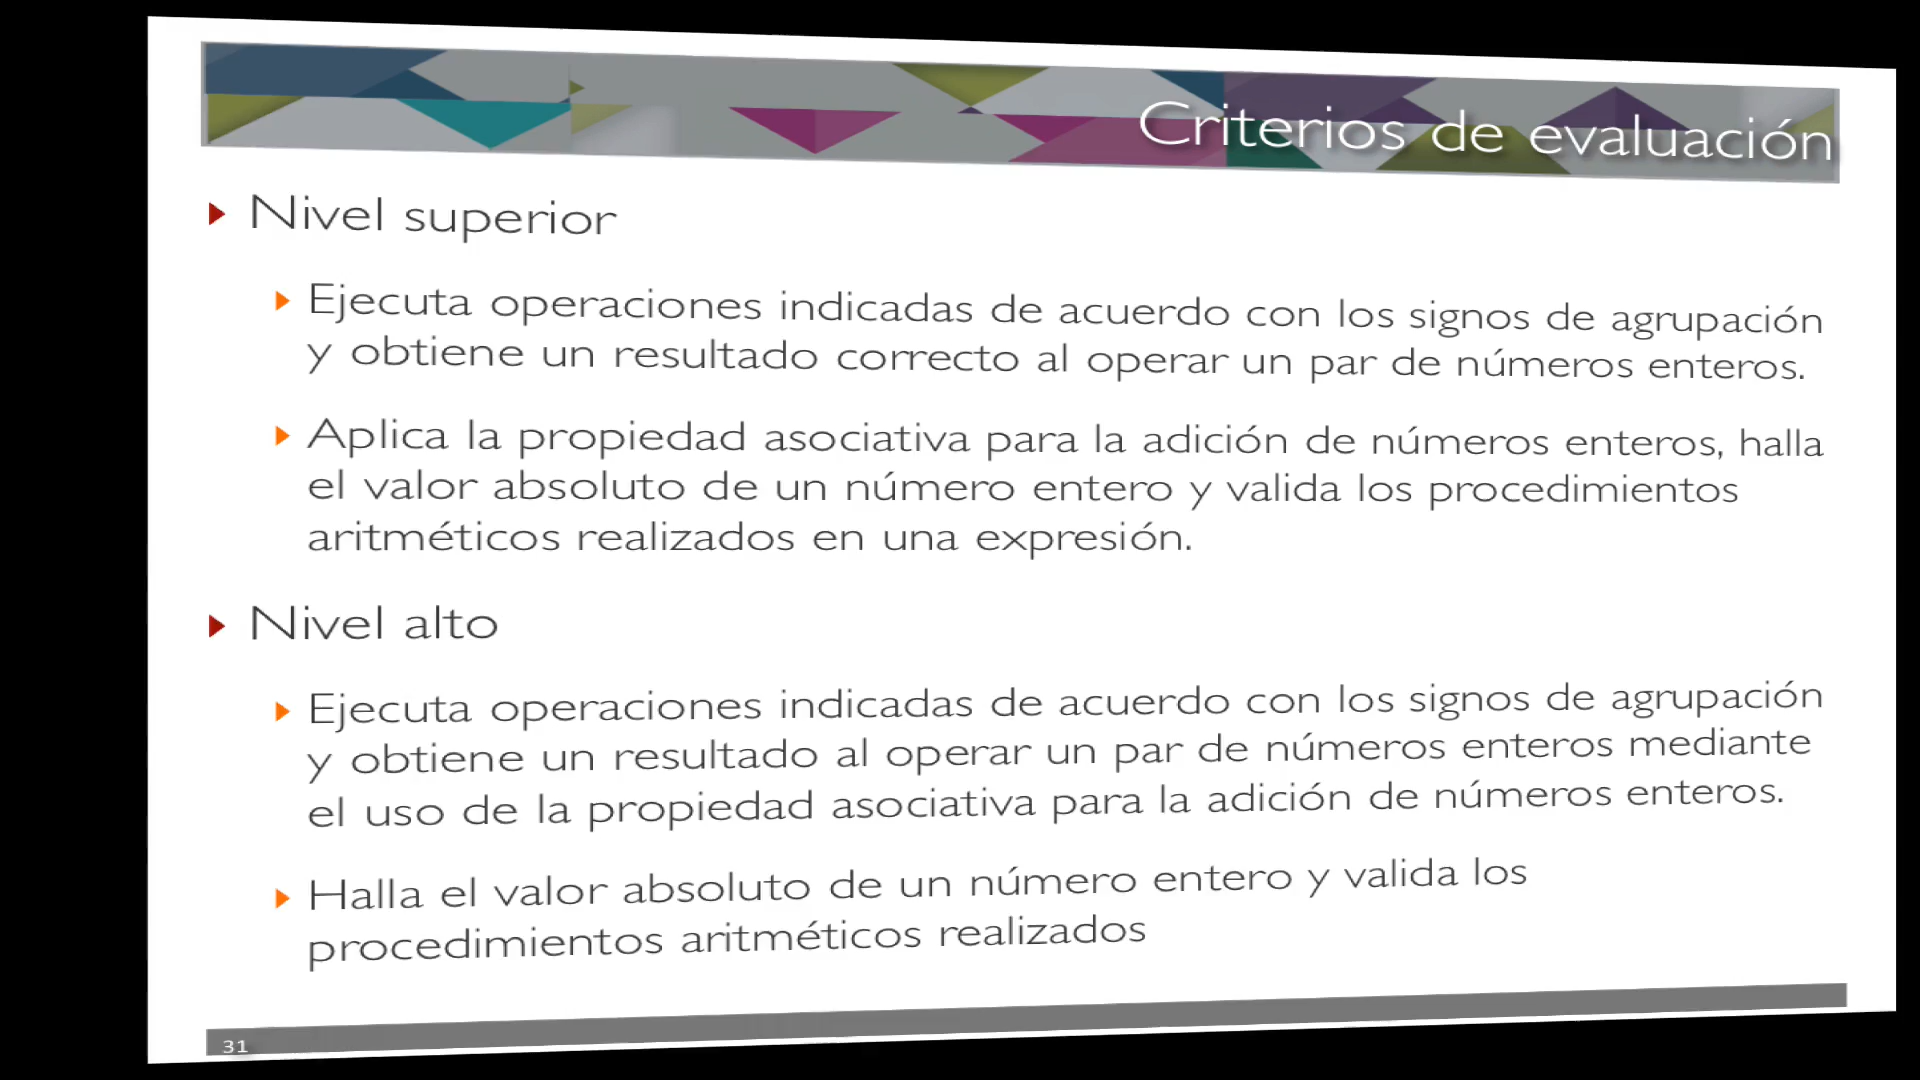 Criterios de evaluación
Nivel superior
Ejecuta operaciones indicadas de acuerdo con los signos de agrupación
y obtiene un resultado correcto al operar un par de números enteros.
Aplica la propiedad asociativa para la adición de números enteros, halla
el valor absoluto de un número entero y valida los procedimientos
aritméticos realizados en una expresión.
Nivel alto
Ejecuta operaciones indicadas de acuerdo con los signos de agrupación
y obtiene un resultado al operar un par de números enteros mediante
el uso de la propiedad asociativa para la adición de números enteros.
Halla el valor absoluto de un número entero y valida los
procedimientos aritméticos realizados
31